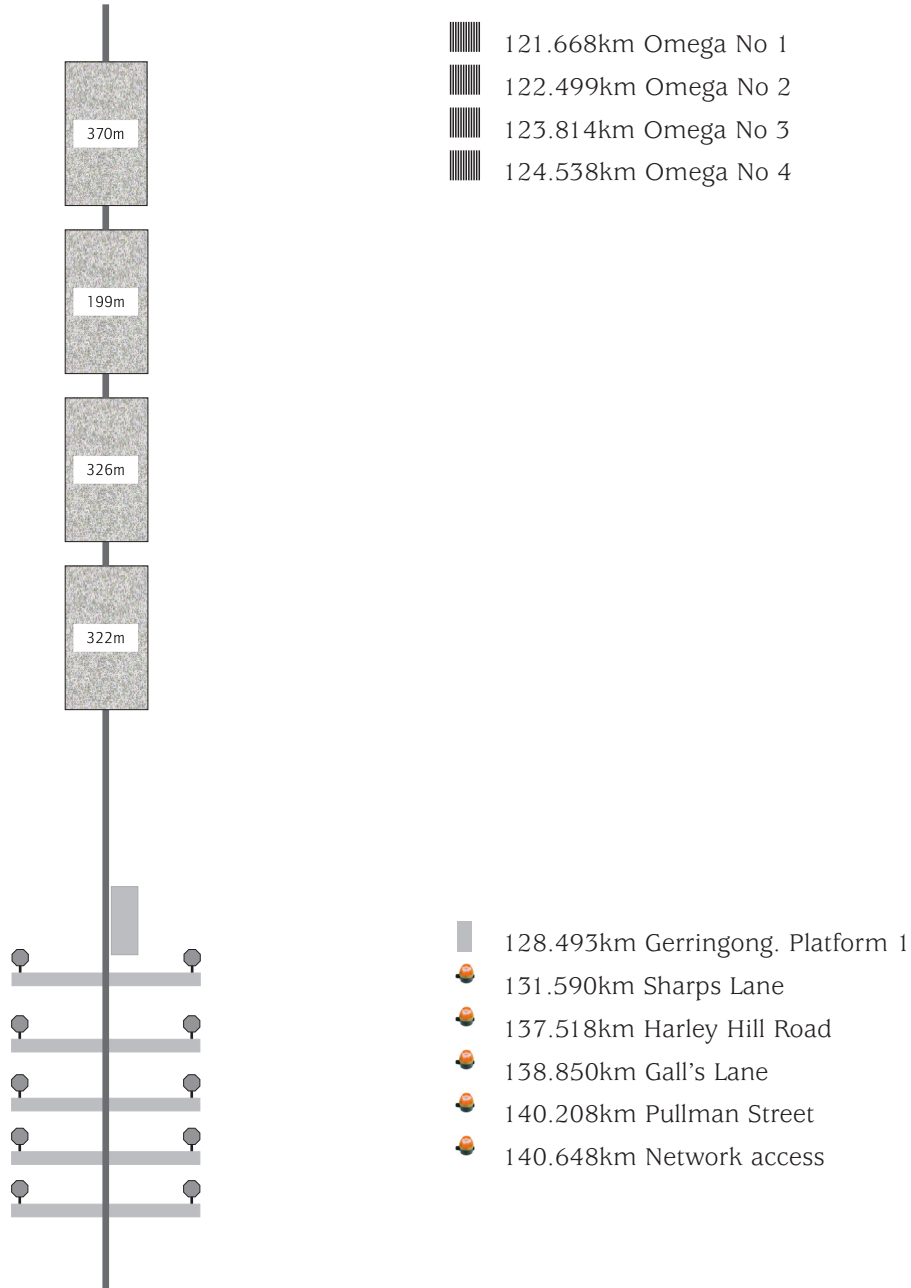 121.668km Omega No 1
122.499km Omega No 2
123.814km Omega No 3
124.538km Omega No 4
370m
199m
326m
322m
128.493km Gerringong. Platform 1
131.590km Sharps Lane
137.518km Harley Hill Road
138.850km Gall's Lane
140.208km Pullman Street
140.648km Network access